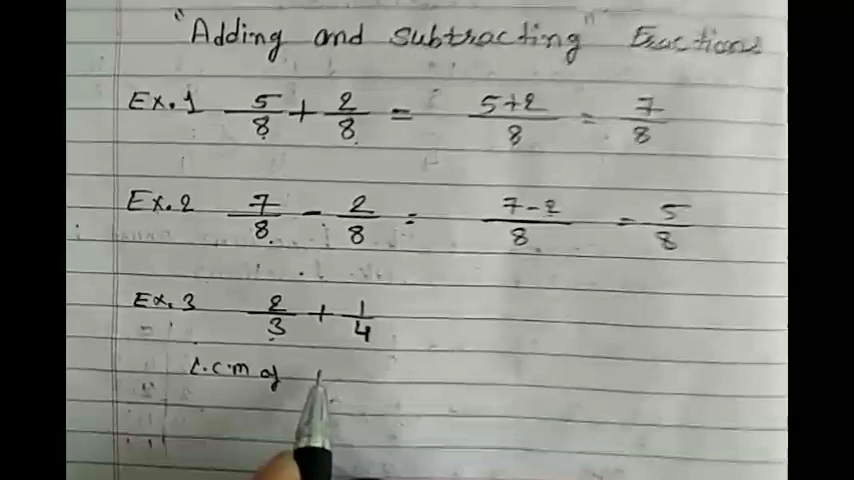 "Adding and subtracting" Fractions
Ex.1 5/8 + 2/8 = 5+2/8 = 7/8
Ex.2 7/8 - 2/8 = 7-2/8 = 5/8
Ex.3 2/3 + 1/4
L.C.M of